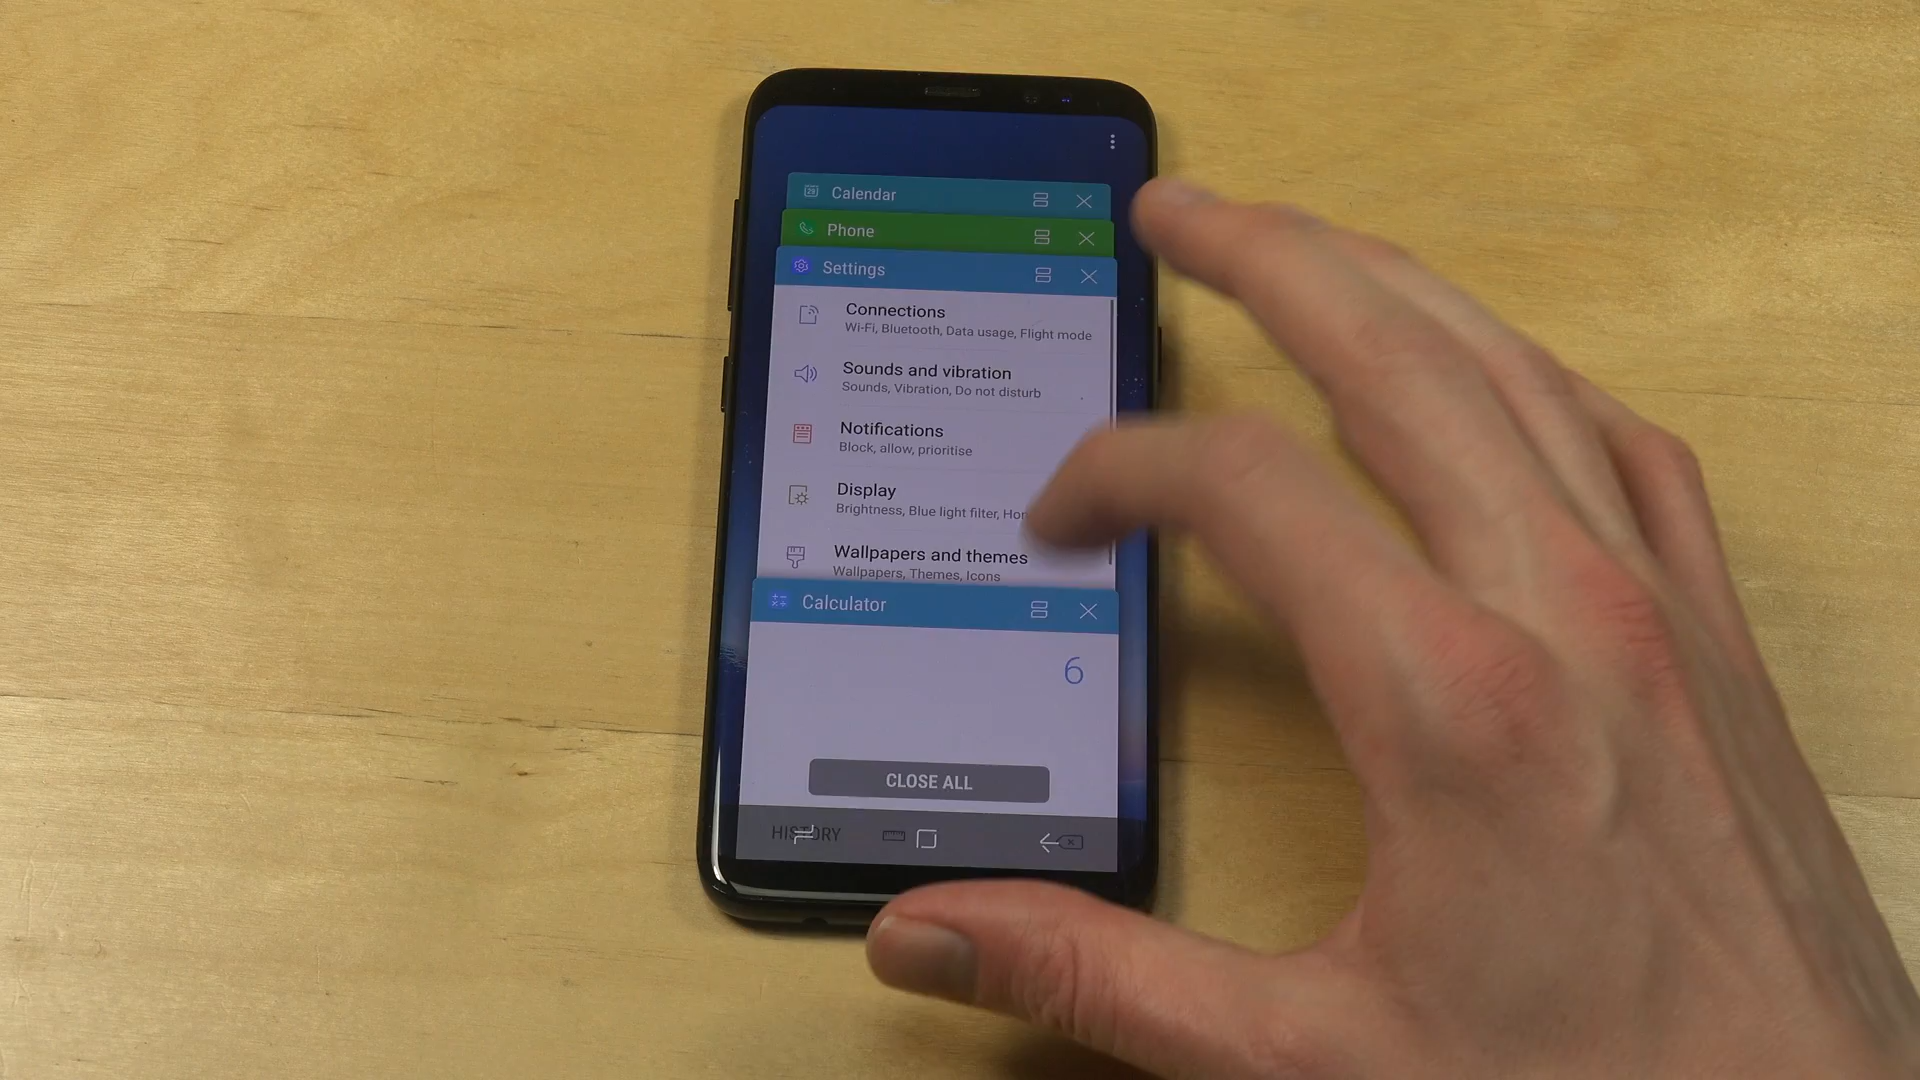 Calendar
Phone
Settings
Connections
Wi-Fi, Bluetooth, Data usage, Flight mode
Sounds and vibration
Sounds, Vibration, Do not disturb
Notifications
Block, allow, prioritise
Display
Brightness, Blue light filter,
Wallpapers and themes
Wallpapers, Themes, Icons
Calculator
6
CLOSE ALL
HISTORY